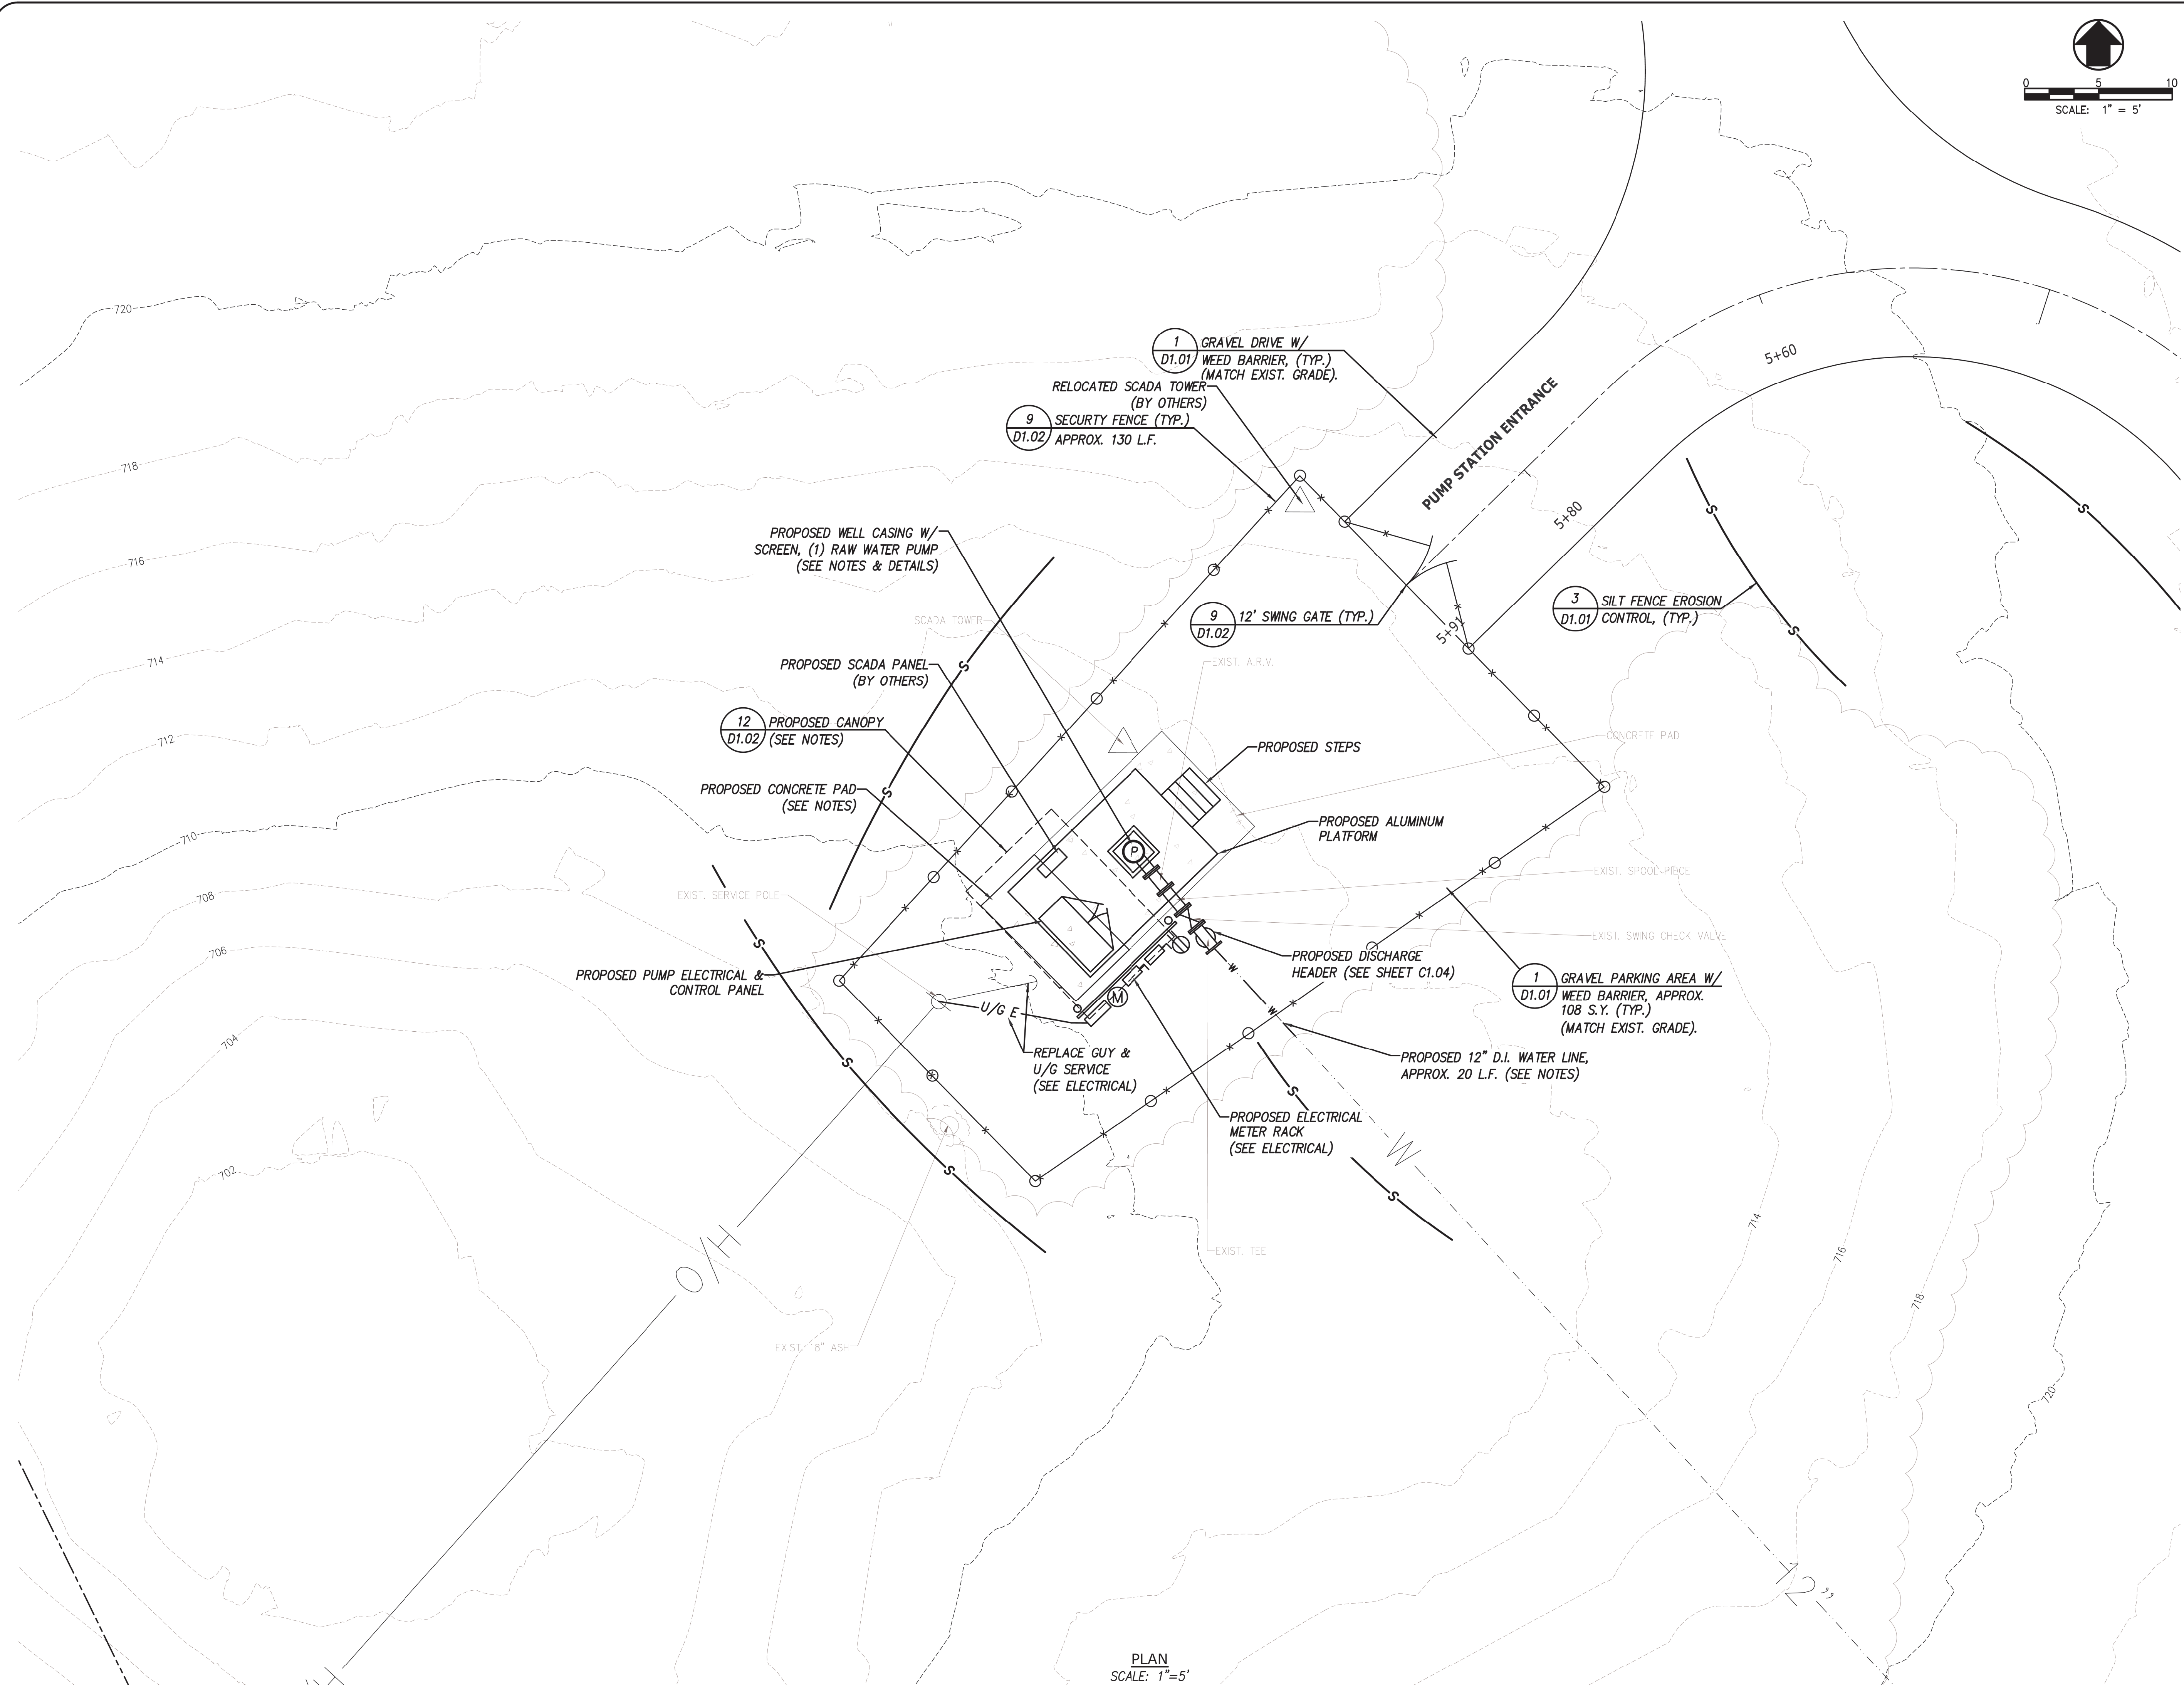 0 5 10
SCALE: 1" = 5'
720
1
D1.01
GRAVEL DRIVE W/
WEED BARRIER, (TYP.)
(MATCH EXIST. GRADE).
5+60
RELOCATED SCADA TOWER
(BY OTHERS)
9
D1.02
SECURTY FENCE (TYP.)
APPROX. 130 L.F.
PUMP STATION ENTRANCE
718
5+80
S
S
PROPOSED WELL CASING W/
SCREEN, (1) RAW WATER PUMP
(SEE NOTES & DETAILS)
716
9
D1.02
12' SWING GATE (TYP.)
3
D1.01
SILT FENCE EROSION
CONTROL, (TYP.)
S
5+91
SCADA TOWER
714
PROPOSED SCADA PANEL
(BY OTHERS)
S
EXIST. A.R.V.
12
D1.02
PROPOSED CANOPY
(SEE NOTES)
712
PROPOSED STEPS
CONCRETE PAD
PROPOSED CONCRETE PAD
(SEE NOTES)
S
PROPOSED ALUMINUM
PLATFORM
710
P
EXIST. SPOOL PIECE
708
EXIST. SERVICE POLE
EXIST. SWING CHECK VALVE
706
S
PROPOSED PUMP ELECTRICAL &
CONTROL PANEL
PROPOSED DISCHARGE
HEADER (SEE SHEET C1.04)
W
W
1
D1.01
GRAVEL PARKING AREA W/
WEED BARRIER, APPROX.
108 S.Y. (TYP.)
(MATCH EXIST. GRADE).
M
U/G E
704
S
REPLACE GUY &
U/G SERVICE
(SEE ELECTRICAL)
PROPOSED 12" D.I. WATER LINE,
APPROX. 20 L.F. (SEE NOTES)
S
PROPOSED ELECTRICAL
METER RACK
(SEE ELECTRICAL)
W
702
S
S
714
716
O/H
EXIST. TEE
718
EXIST. 18" ASH
720
12"
H
PLAN
SCALE: 1"=5'